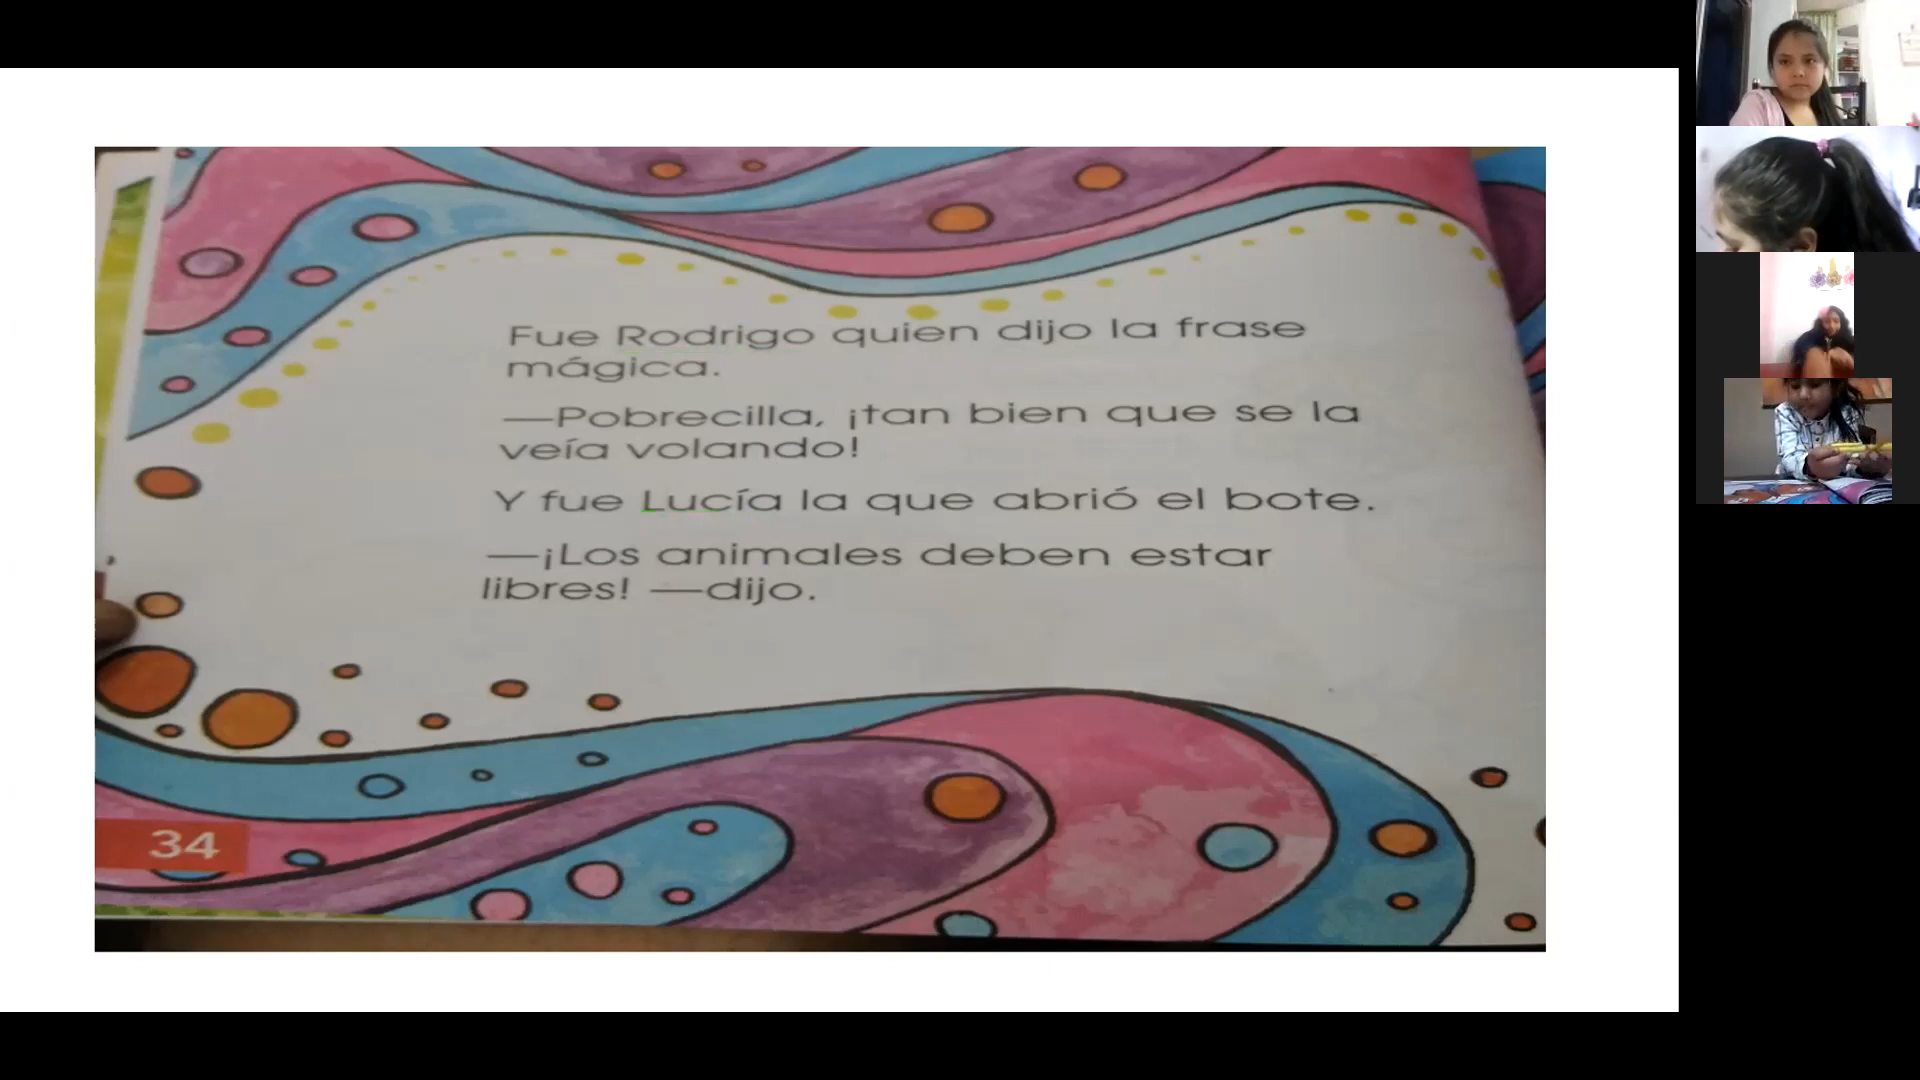 Fue Rodrigo quien dijo la frase
mágica.
—Pobrecilla, ¡tan bien que se la
veía volando!
Y fue Lucía la que abrió el bote.
—¡Los animales deben estar
libres! —dijo.
34